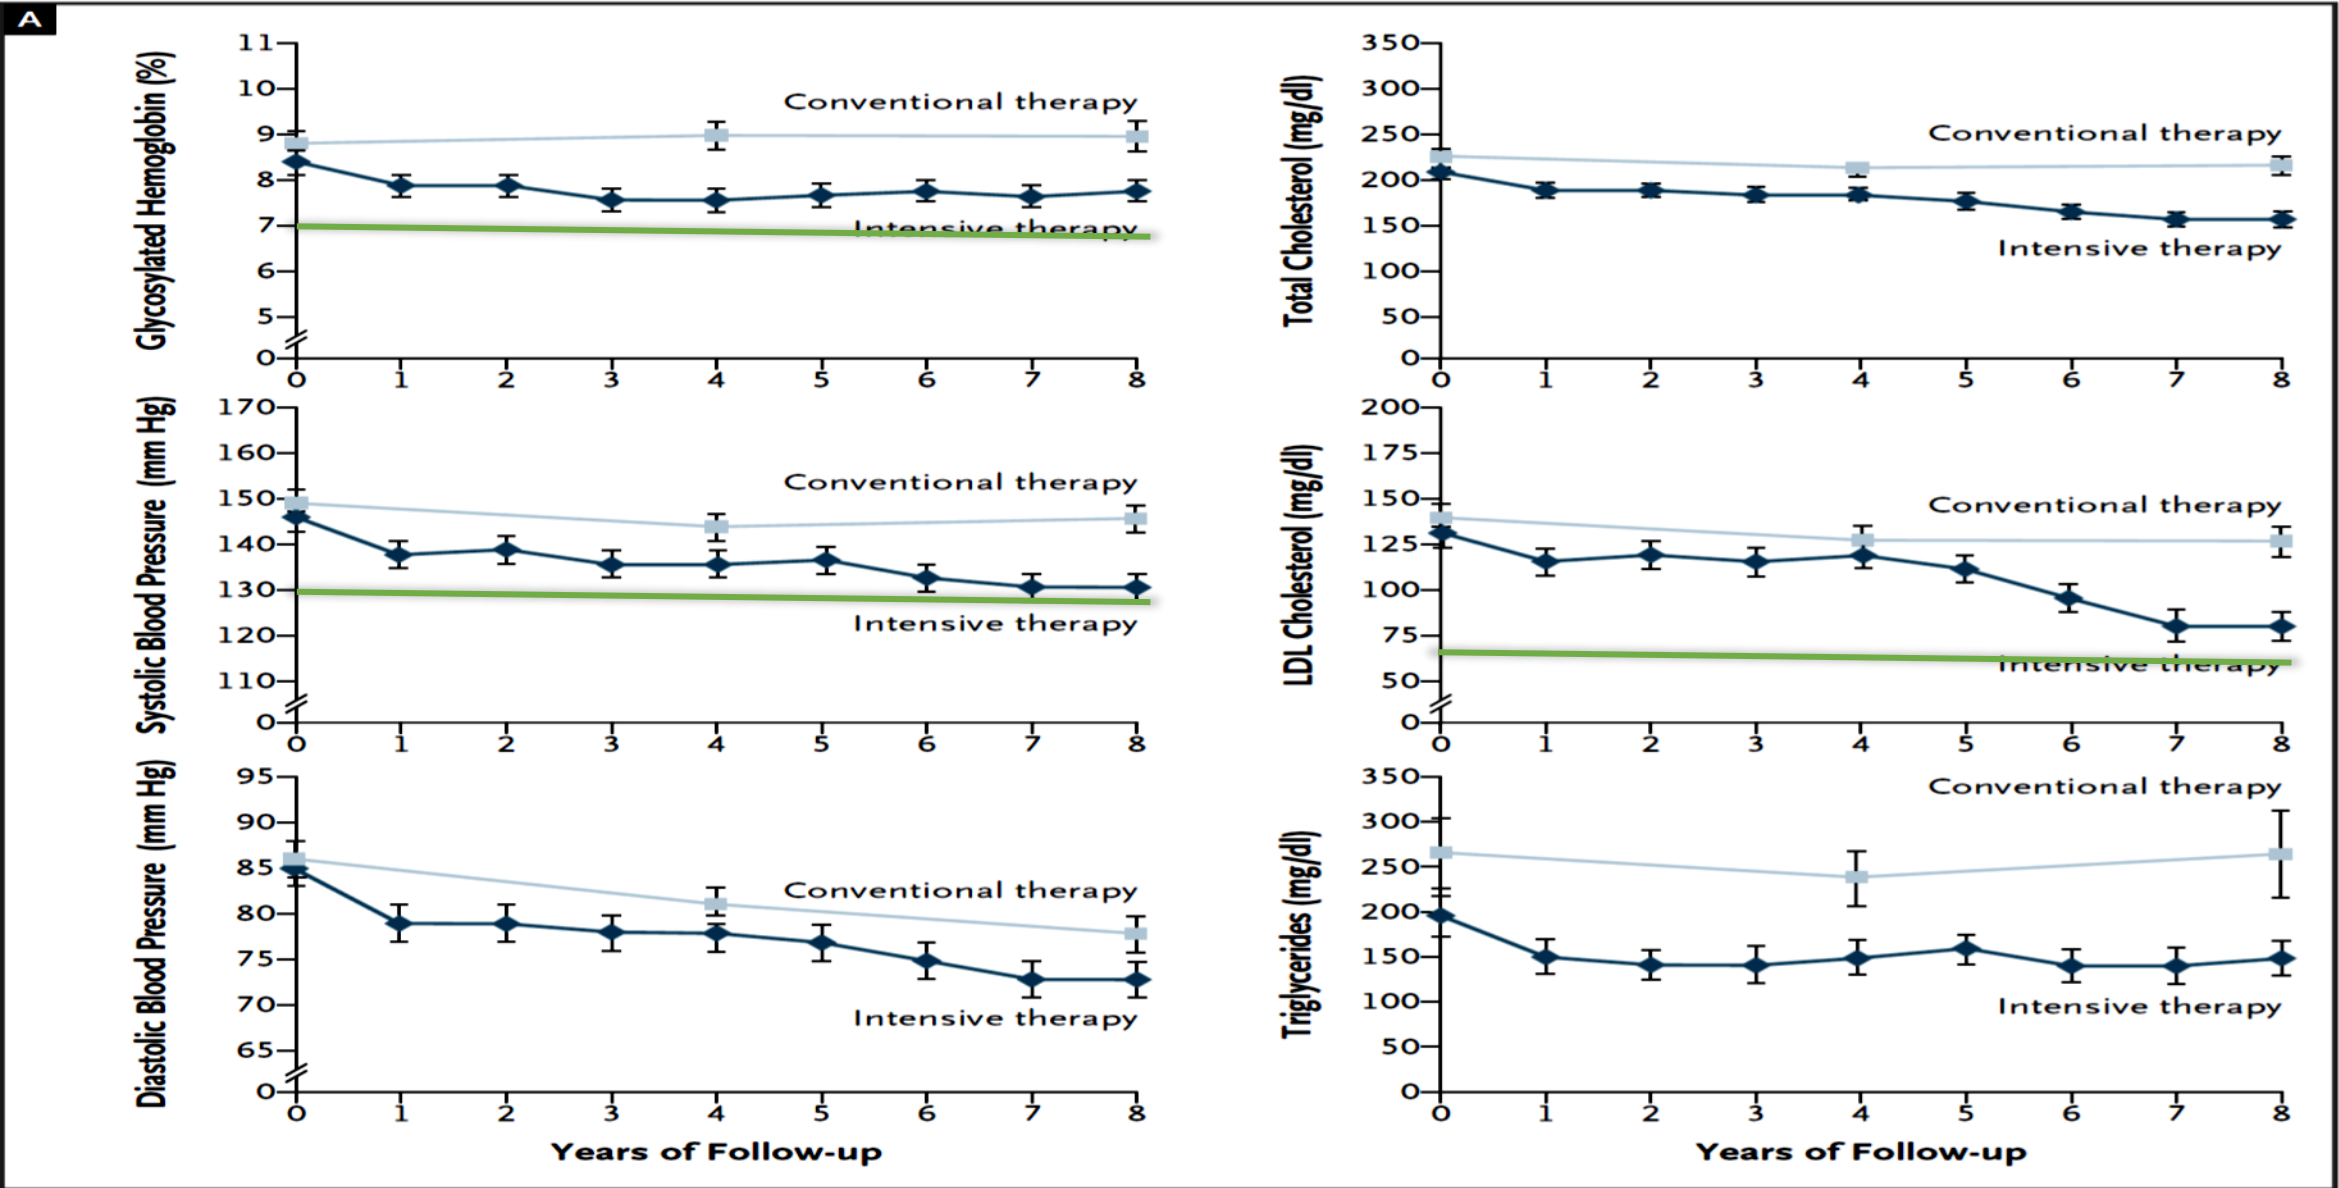 A
Glycosylated Hemoglobin (%)
11
10
9
8
7
6
5
0
Conventional therapy
Intensive therapy
0 1 2 3 4 5 6 7 8
Total Cholesterol (mg/dl)
350
300
250
200
150
100
50
0
Conventional therapy
Intensive therapy
0 1 2 3 4 5 6 7 8
Systolic Blood Pressure (mm Hg)
170
160
150
140
130
120
110
0
Conventional therapy
Intensive therapy
0 1 2 3 4 5 6 7 8
LDL Cholesterol (mg/dl)
200
175
150
125
100
75
50
0
Conventional therapy
Intensive therapy
0 1 2 3 4 5 6 7 8
Diastolic Blood Pressure (mm Hg)
95
90
85
80
75
70
65
0
Conventional therapy
Intensive therapy
0 1 2 3 4 5 6 7 8
Years of Follow-up
Triglycerides (mg/dl)
350
300
250
200
150
100
50
0
Conventional therapy
Intensive therapy
0 1 2 3 4 5 6 7 8
Years of Follow-up